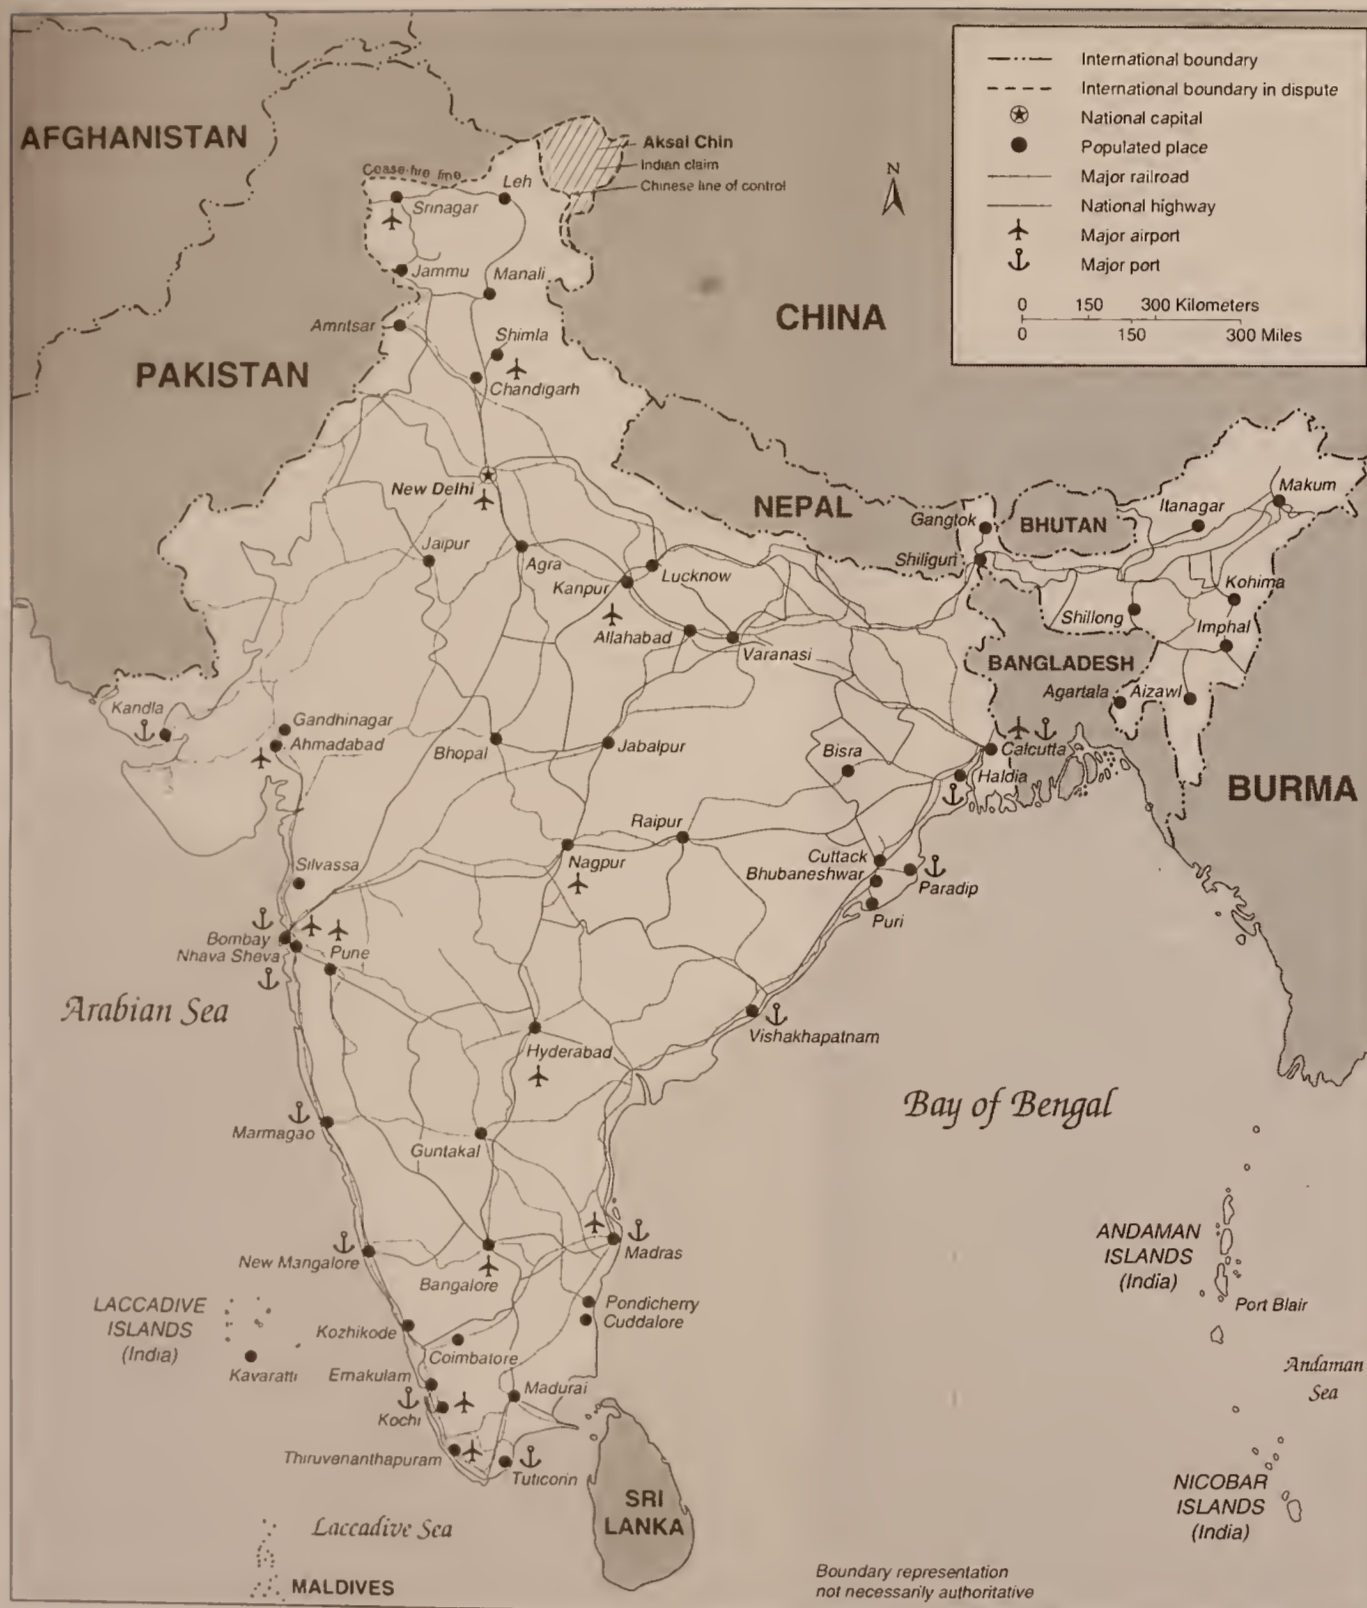 International boundary
International boundary in dispute
National capital
Populated place
Major railroad
National highway
Major airport
Major port
0 150 300 Kilometers
0 150 300 Miles
N
AFGHANISTAN
Aksai Chin
Indian claim
Chinese line of control
Cease-fire line
Leh
Srinagar
Jammu
Manali
CHINA
Amritsar
Shimla
PAKISTAN
Chandigarh
New Delhi
NEPAL
Makum
Itanagar
Gangtok
BHUTAN
Jaipur
Agra
Shiliguri
Lucknow
Kanpur
Kohima
Shillong
Allahabad
Imphal
Varanasi
BANGLADESH
Agartala
Aizawl
Kandla
Gandhinagar
Ahmadabad
Bhopal
Jabalpur
Bisra
Calcutta
Haldia
BURMA
Raipur
Silvassa
Nagpur
Cuttack
Bhubaneshwar
Paradip
Puri
Bombay
Nhava Sheva
Pune
Arabian Sea
Vishakhapatnam
Hyderabad
Bay of Bengal
Marmagao
Guntakal
New Mangalore
Bangalore
Madras
ANDAMAN
ISLANDS
(India)
Port Blair
LACCADIVE
ISLANDS
(India)
Kavaratti
Pondicherry
Cuddalore
Kozhikode
Coimbatore
Ernakulam
Madurai
Andaman
Sea
Kochi
Thiruvenanthapuram
Tuticorin
NICOBAR
ISLANDS
(India)
SRI
LANKA
Laccadive Sea
MALDIVES
Boundary representation
not necessarily authoritative